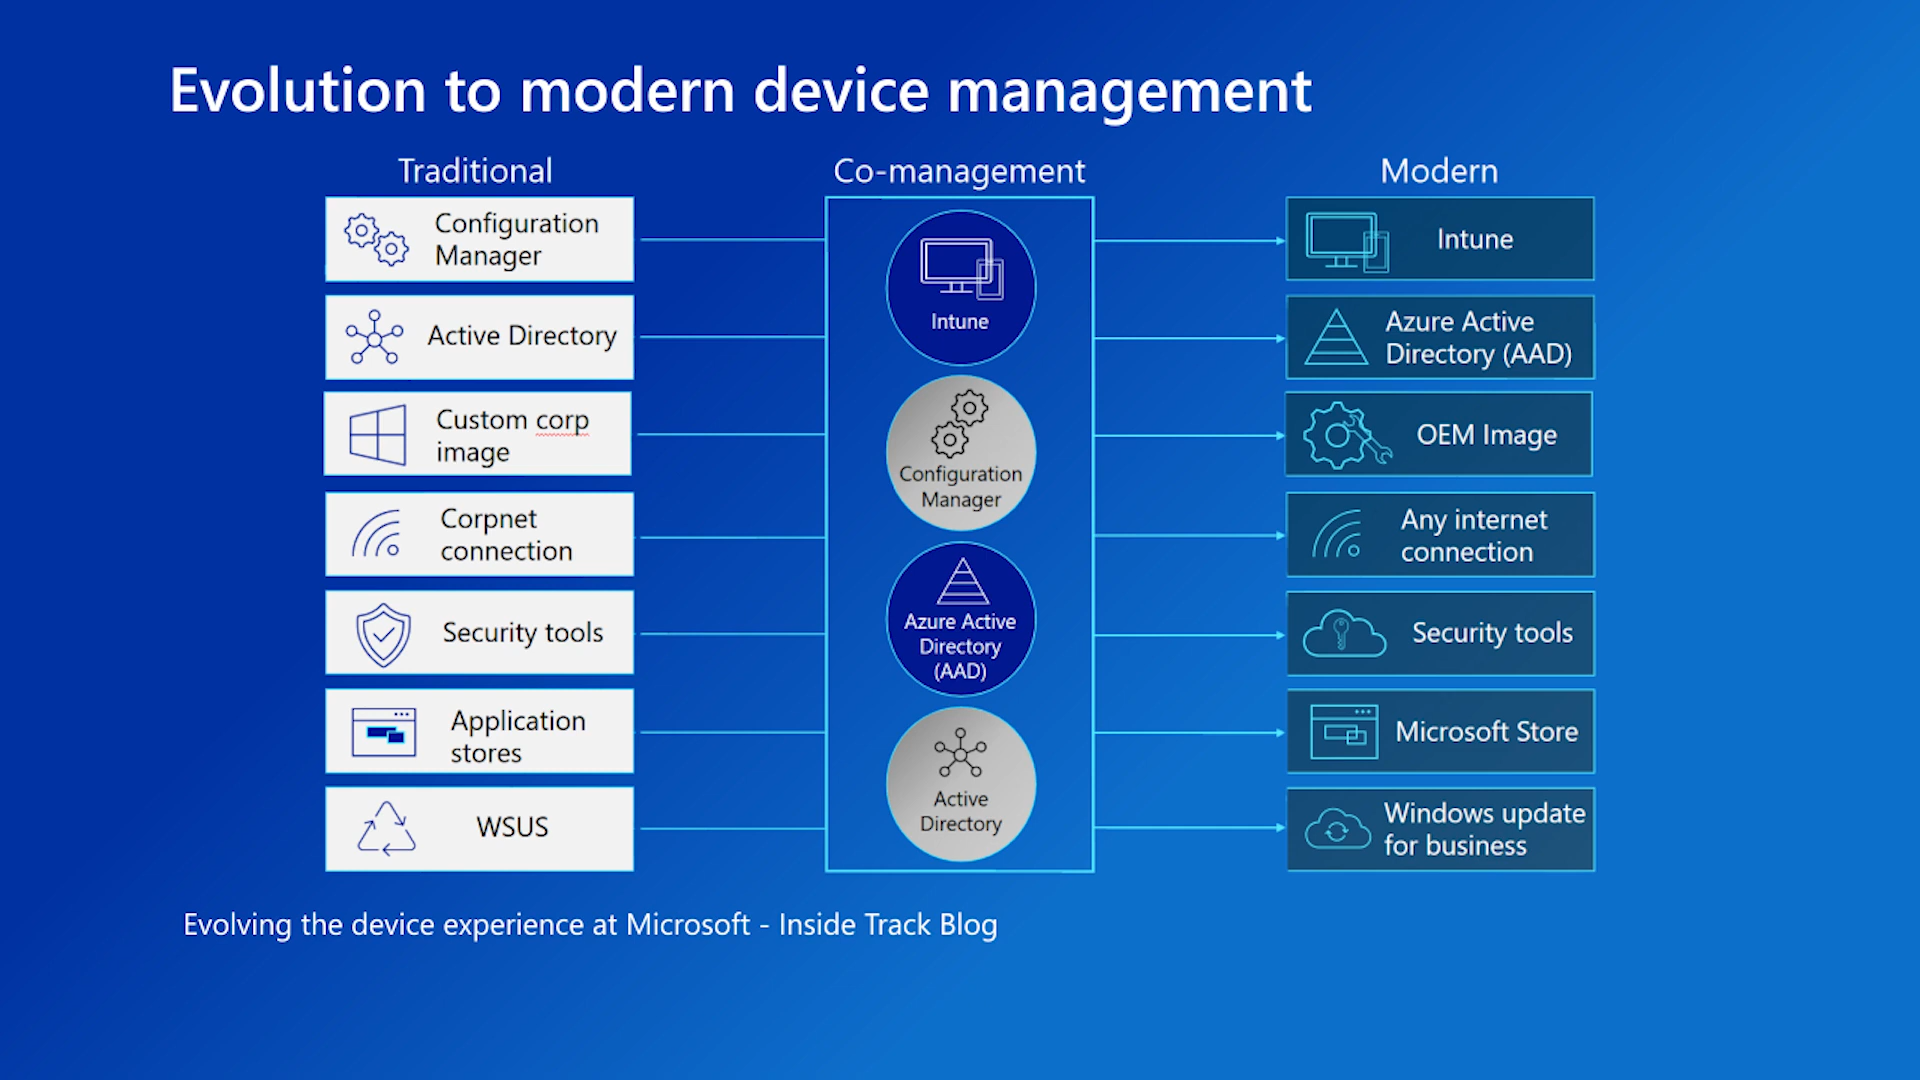 Evolution to modern device management
Traditional
Configuration
Manager
Active Directory
Custom corp
image
Corpnet
connection
Security tools
Application
stores
WSUS
Co-management
Intune
Configuration
Manager
Azure Active
Directory
(AAD)
Active
Directory
Modern
Intune
Azure Active
Directory (AAD)
OEM Image
Any internet
connection
Security tools
Microsoft Store
Windows update
for business
Evolving the device experience at Microsoft - Inside Track Blog